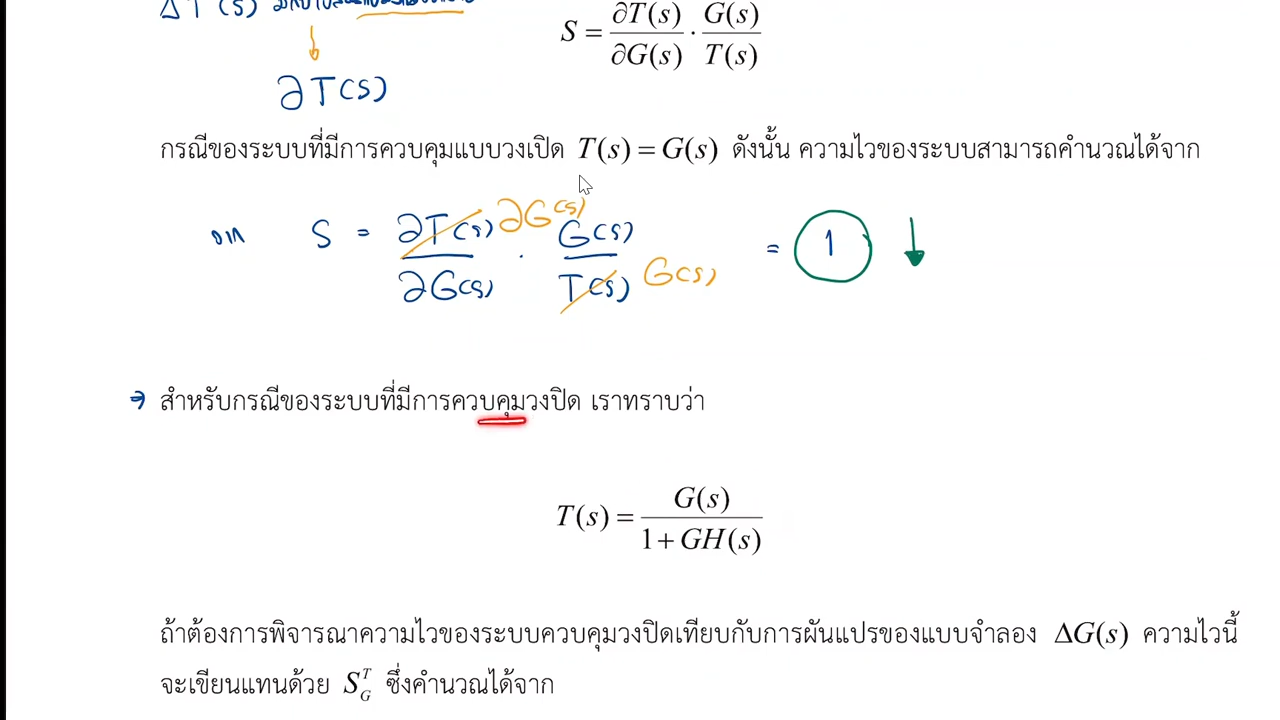 ΔT(s)
S = ∂T(s)/∂G(s) · G(s)/T(s)
∂T(s)
กรณีของระบบที่มีการควบคุมแบบวงเปิด T(s) = G(s) ดังนั้น ความไวของระบบสามารถคำนวณได้จาก
จาก S = ∂T(s) ∂G(s)/∂G(s) · G(s)/T(s) G(s) = 1 ↓
→ สำหรับกรณีของระบบที่มีการควบคุมวงปิด เราทราบว่า
T(s) = G(s)/1 + GH(s)
ถ้าต้องการพิจารณาความไวของระบบควบคุมวงปิดเทียบกับการผันแปรของแบบจำลอง ΔG(s) ความไวนี้
จะเขียนแทนด้วย S_G^T ซึ่งคำนวณได้จาก